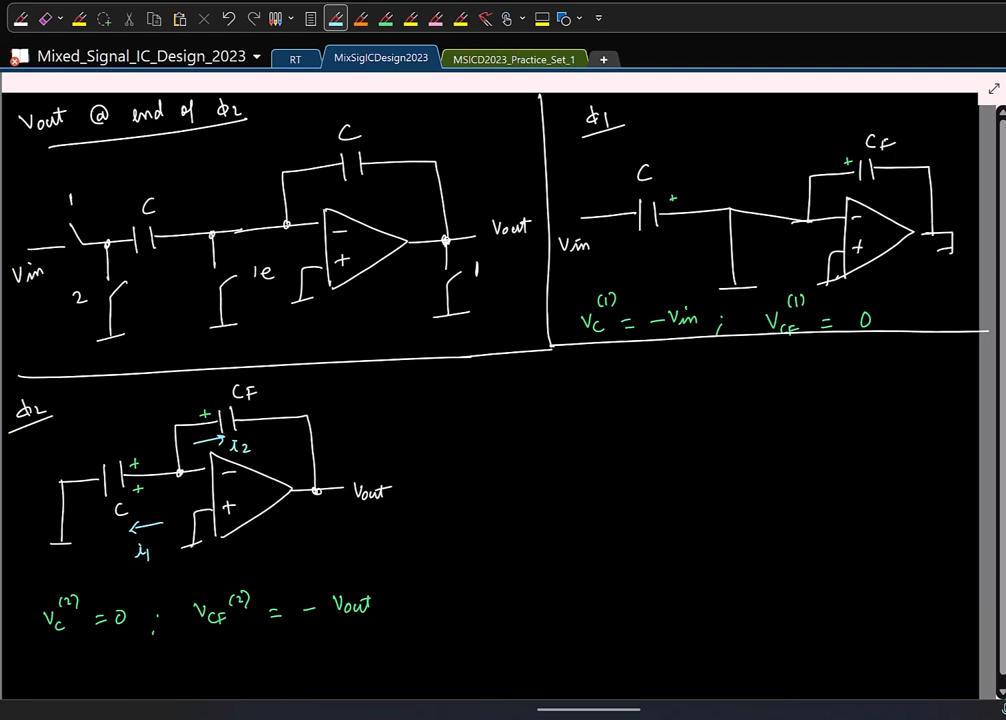 Mixed_Signal_IC_Design_2023
RT
MixSigICDesign2023
MSICD2023_Practice_Set_1
Vout @ end of Φ2
1
C
C
Vin
2
1e
-
+
1
Vout
Φ1
C
+
CF
+
Vin
-
+
VC(1) = -Vin ; VCF(1) = 0
Φ2
CF
+
i2
+
+
C
i1
-
+
Vout
VC(2) = 0 ; VCF(2) = - Vout